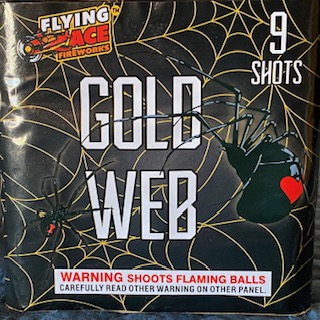 FLYING
ACE
FIREWORKS
9
SHOTS
GOLD
WEB
WARNING SHOOTS FLAMING BALLS
CAREFULLY READ OTHER WARNING ON OTHER PANEL.